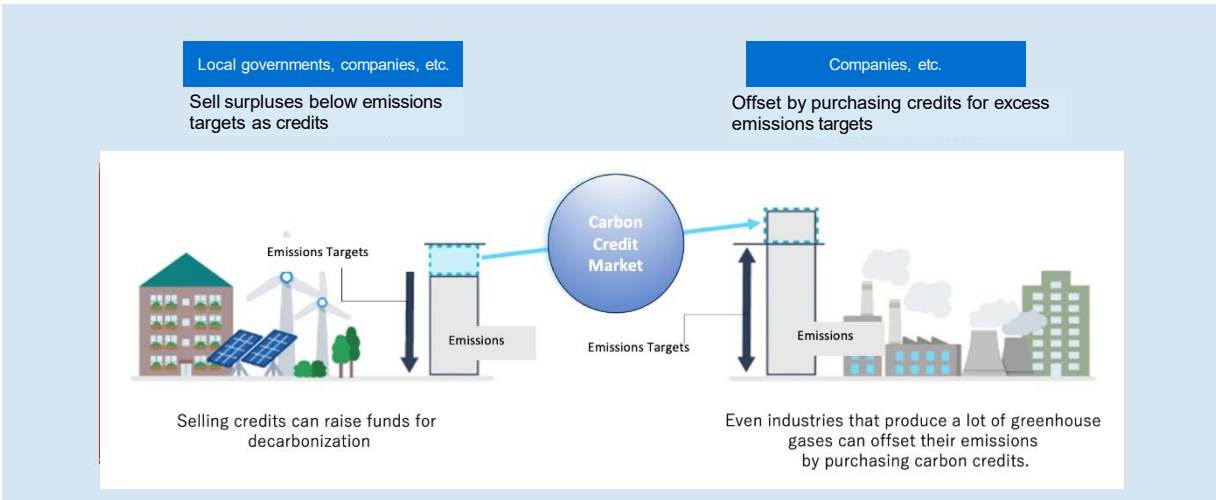 Local governments, companies, etc.
Sell surpluses below emissions
targets as credits
Companies, etc.
Offset by purchasing credits for excess
emissions targets
Carbon
Credit
Market
Emissions Targets
Emissions
Emissions Targets
Emissions
Selling credits can raise funds for
decarbonization
Even industries that produce a lot of greenhouse
gases can offset their emissions
by purchasing carbon credits.